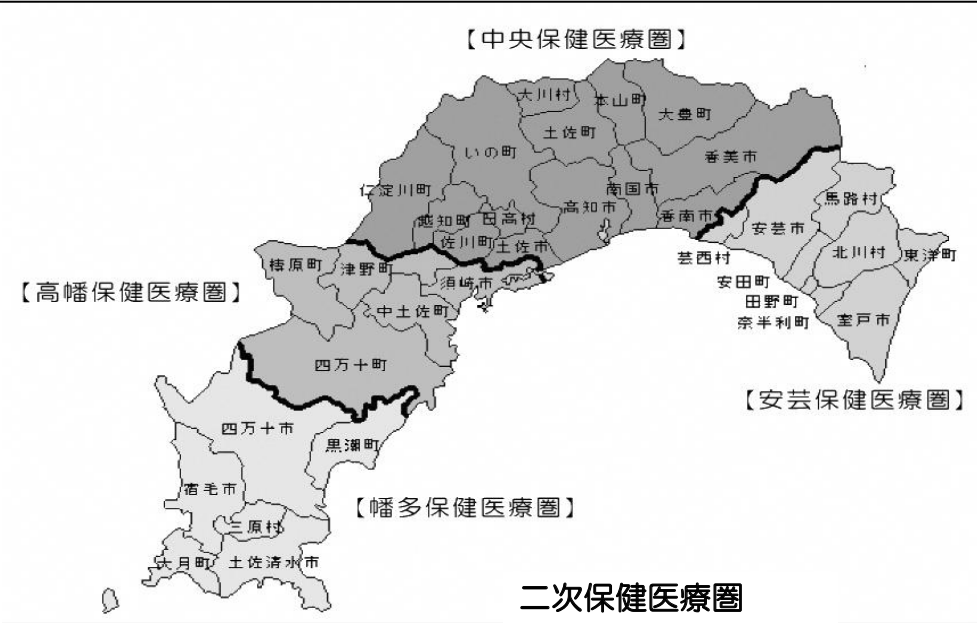 【中央保健医療圏】
大川村
本山町
大豊町
土佐町
いの町
香美市
仁淀川町
南国市
馬路村
高知市
越知町
日高村
香南市
安芸市
佐川町
土佐市
北川村
東洋町
芸西村
檮原町
津野町
須崎市
安田町
【高幡保健医療圏】
田野町
中土佐町
奈半利町
室戸市
四万十町
【安芸保健医療圏】
四万十市
黒潮町
宿毛市
【幡多保健医療圏】
三原村
大月町
土佐清水市
二次保健医療圏